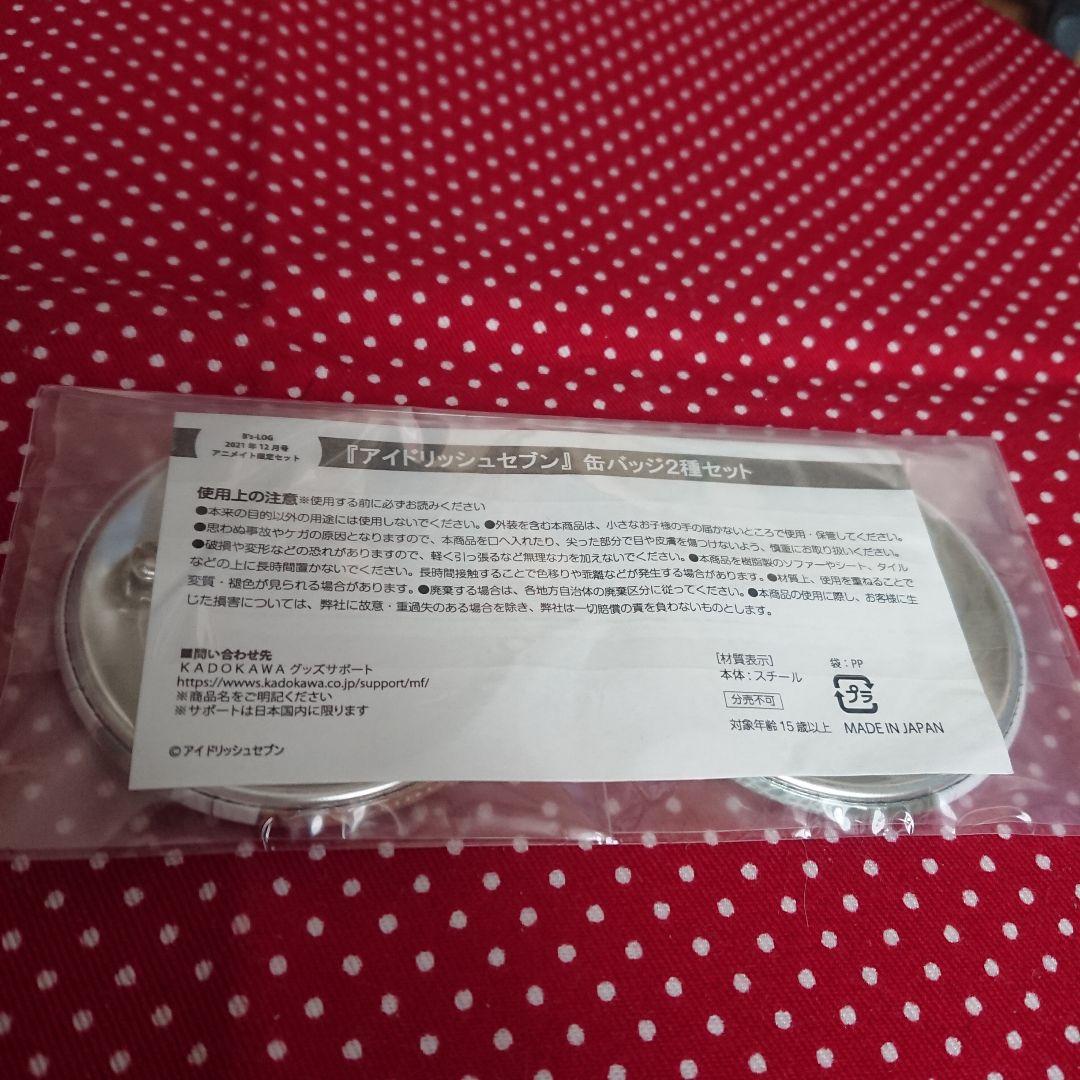 B's-LOG
2021年12月号
アニメイト限定セット
『アイドリッシュセブン』缶バッジ2種セット
使用上の注意※使用する前に必ずお読みください
●本来の目的以外の用途には使用しないでください。●外装を含む本商品は、小さなお子様の手の届かないところで使用・保管してください。
●思わぬ事故やケガの原因となりますので、本商品を口へ入れたり、尖った部分で目や皮膚を傷つけないよう、慎重にお取り扱いください。
●破損や変形などの恐れがありますので、軽く引っ張るなど無理な力を加えないでください。●本商品を樹脂製のソファーやシート、タイル
などの上に長時間置かないでください。長時間接触することで色移りや乖離などが発生する場合があります。●材質上、使用を重ねることで
変質・褪色が見られる場合があります。●廃棄する場合は、各地方自治体の廃棄区分に従ってください。●本商品の使用に際し、お客様に生
じた損害については、弊社に故意・重過失のある場合を除き、弊社は一切賠償の責を負わないものとします。
■問い合わせ先
KADOKAWAグッズサポート
https://wwws.kadokawa.co.jp/support/mf/
※商品名をご明記ください
※サポートは日本国内に限ります
©アイドリッシュセブン
[材質表示]
本体：スチール
袋：PP
プラ
分売不可
対象年齢15歳以上 MADE IN JAPAN